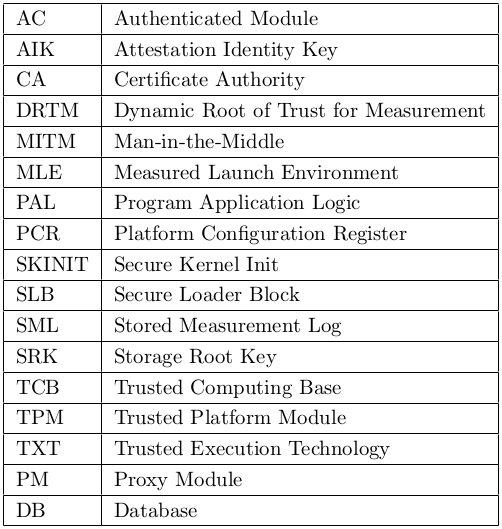 AC Authenticated Module
AIK Attestation Identity Key
CA Certificate Authority
DRTM Dynamic Root of Trust for Measurement
MITM Man-in-the-Middle
MLE Measured Launch Environment
PAL Program Application Logic
PCR Platform Configuration Register
SKINIT Secure Kernel Init
SLB Secure Loader Block
SML Stored Measurement Log
SRK Storage Root Key
TCB Trusted Computing Base
TPM Trusted Platform Module
TXT Trusted Execution Technology
PM Proxy Module
DB Database